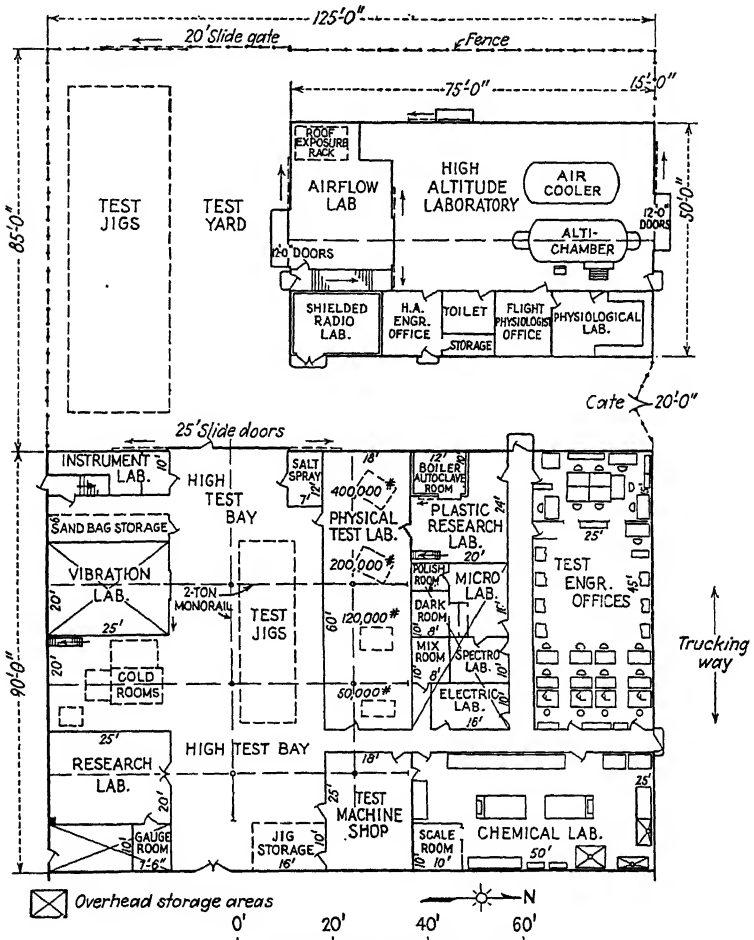 125'-0"
20' Slide gate
Fence
75'-0"
15'-0"
ROOF
EXPOSURE
RACK
AIRFLOW
LAB
HIGH
ALTITUDE
LABORATORY
AIR
COOLER
TEST
JIGS
TEST
YARD
85'-0"
50'-0"
12'-0"
DOORS
ALTI-
CHAMBER
12'-0" DOORS
SHIELDED
RADIO
LAB.
H.A.
ENGR.
OFFICE
TOILET
STORAGE
FLIGHT
PHYSIOLOGIST
OFFICE
PHYSIOLOGICAL
LAB.
Gate
20'-0"
25' Slide doors
INSTRUMENT
LAB.
10'
HIGH
TEST
BAY
SALT
SPRAY
7'
12'
18'
400,000 #
PHYSICAL
TEST LAB.
12'
10'
BOILER
AUTOCLAVE
ROOM
PLASTIC
RESEARCH
LAB.
24'
20'
25'
TEST
ENGR.
OFFICES
45'
SAND BAG STORAGE
VIBRATION
LAB.
20'
25'
2-TON
MONORAIL
TEST
JIGS
200,000 #
60'
120,000 #
50,000 #
POLISH
ROOM
DARK
ROOM
10'
8'
MICRO
LAB.
MIX
ROOM
10'
8'
SPECTRO
LAB.
10'
ELECTRIC
LAB.
10'
16'
Trucking
way
90'-0"
20'
COLD
ROOMS
25'
RESEARCH
LAB.
20'
HIGH TEST BAY
18'
25'
TEST
MACHINE
SHOP
25'
CHEMICAL LAB.
50'
10'
GAUGE
ROOM
7'-6"
JIG
STORAGE
10'
16'
SCALE
ROOM
10'
10'
Overhead storage areas
N
0' 20' 40' 60'